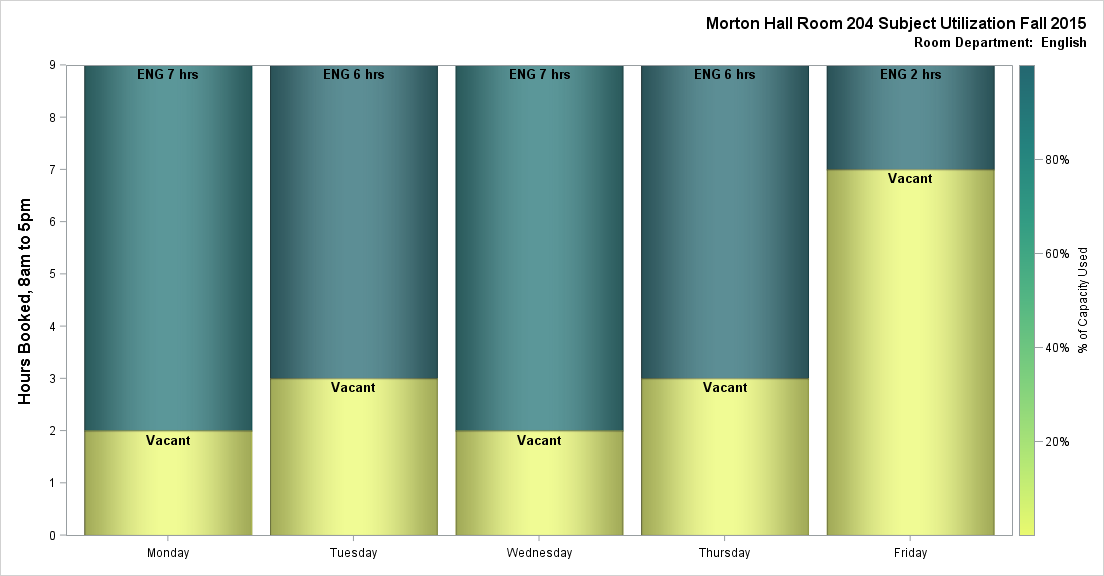 Morton Hall Room 204 Subject Utilization Fall 2015
Room Department: English
Hours Booked, 8am to 5pm
9
8
7
6
5
4
3
2
1
0
ENG 7 hrs
ENG 6 hrs
ENG 7 hrs
ENG 6 hrs
ENG 2 hrs
Vacant
Vacant
Vacant
Vacant
Vacant
Monday
Tuesday
Wednesday
Thursday
Friday
80%
60%
40%
20%
% of Capacity Used